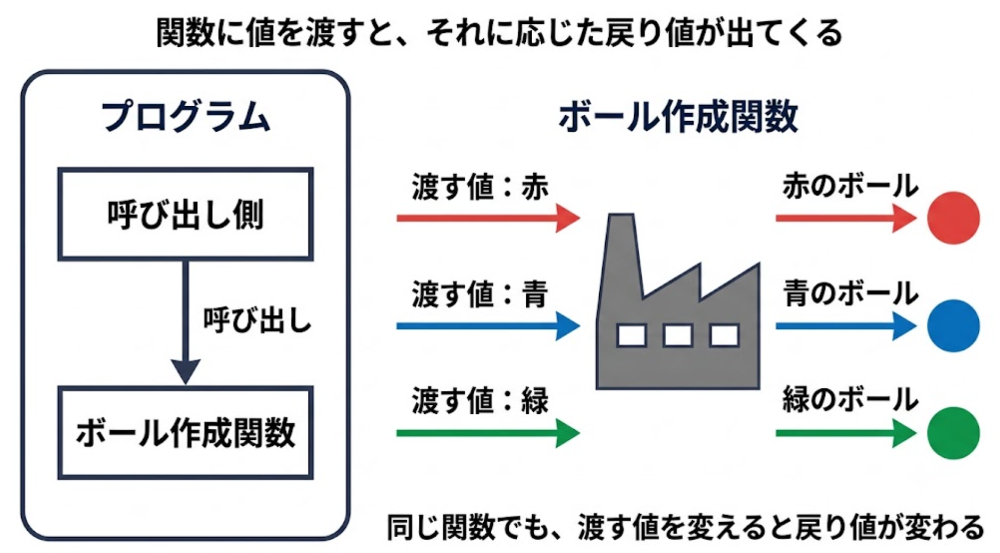 関数に値を渡すと、それに応じた戻り値が出てくる
プログラム
呼び出し側
呼び出し
ボール作成関数
ボール作成関数
渡す値：赤
赤のボール
渡す値：青
青のボール
渡す値：緑
緑のボール
同じ関数でも、渡す値を変えると戻り値が変わる